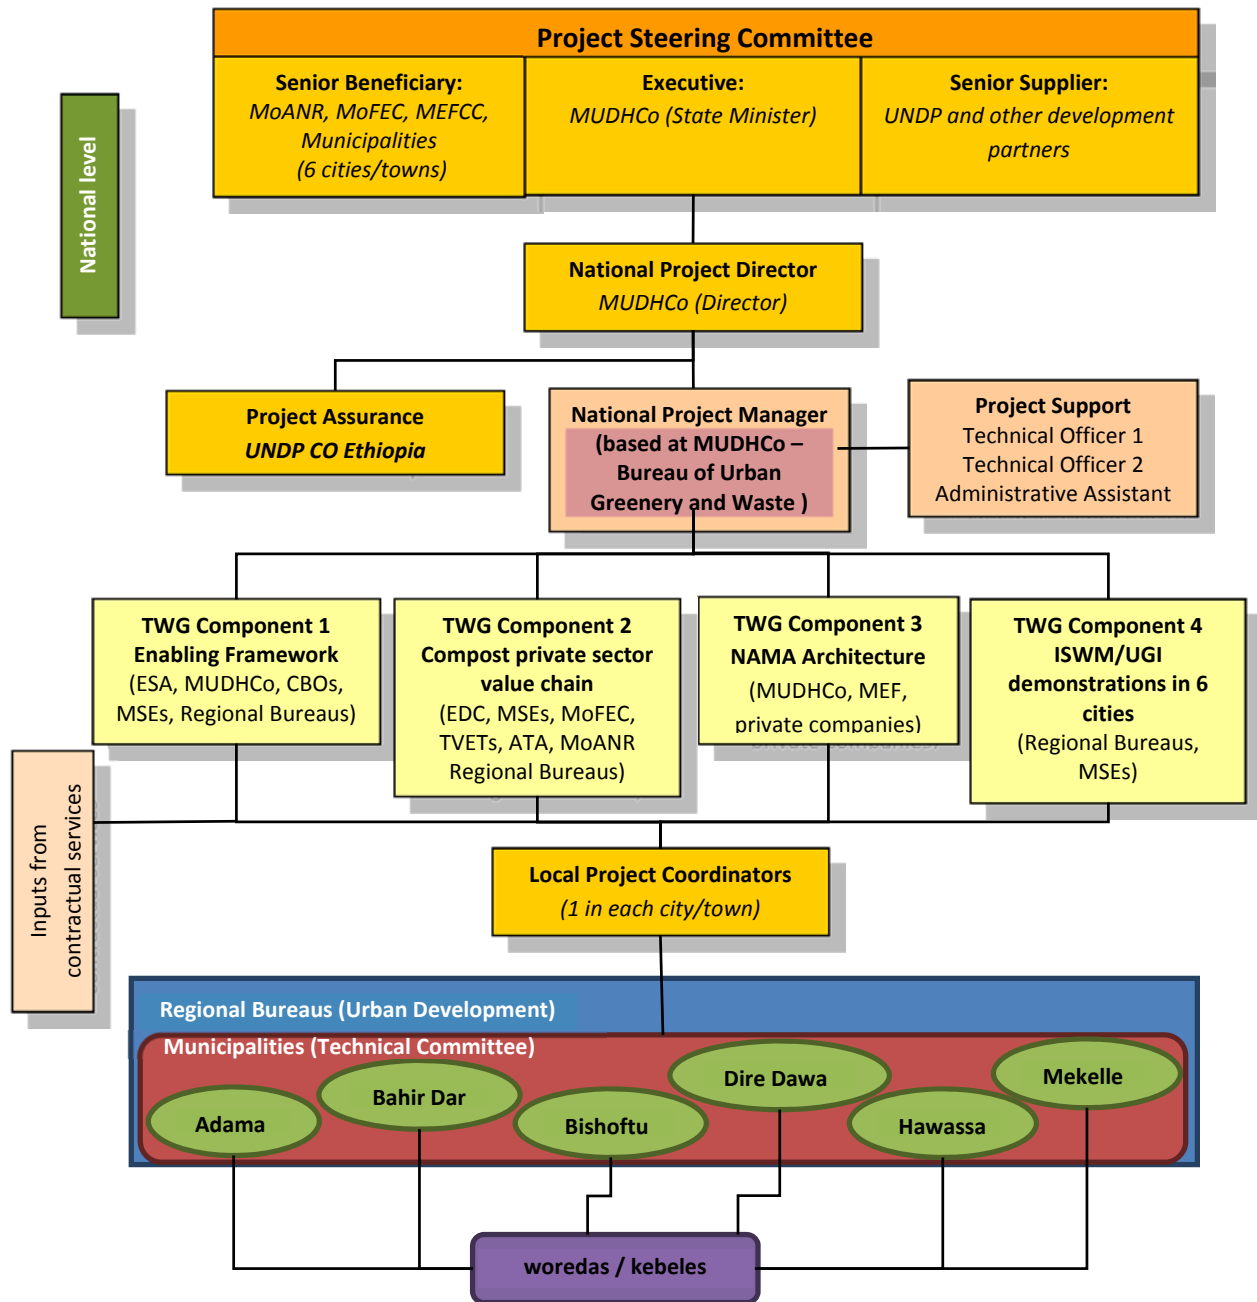 Project Steering Committee
Senior Beneficiary:
MoANR, MoFEC, MEFCC,
Municipalities
(6 cities/towns)
Executive:
MUDHCo (State Minister)
Senior Supplier:
UNDP and other development
partners
National level
National Project Director
MUDHCo (Director)
Project Assurance
UNDP CO Ethiopia
National Project Manager
(based at MUDHCo –
Bureau of Urban
Greenery and Waste )
Project Support
Technical Officer 1
Technical Officer 2
Administrative Assistant
TWG Component 1
Enabling Framework
(ESA, MUDHCo, CBOs,
MSEs, Regional Bureaus)
TWG Component 2
Compost private sector
value chain
(EDC, MSEs, MoFEC,
TVETs, ATA, MoANR
Regional Bureaus)
TWG Component 3
NAMA Architecture
(MUDHCo, MEF,
private companies)
TWG Component 4
ISWM/UGI
demonstrations in 6
cities
(Regional Bureaus,
MSEs)
Inputs from
contractual services
Local Project Coordinators
(1 in each city/town)
Regional Bureaus (Urban Development)
Municipalities (Technical Committee)
Adama
Bahir Dar
Bishoftu
Dire Dawa
Hawassa
Mekelle
woredas / kebeles